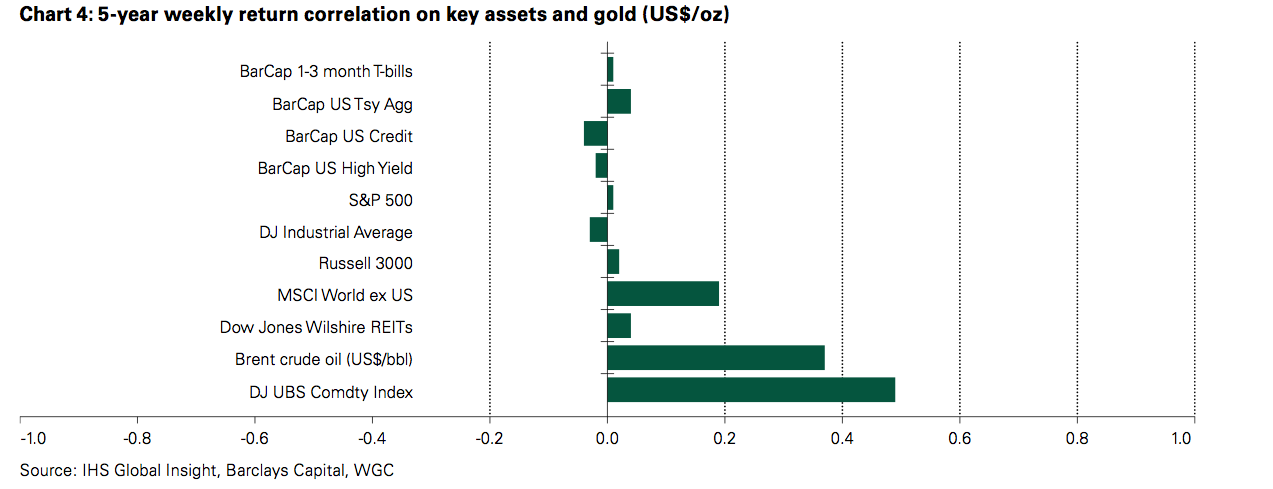 Chart 4: 5-year weekly return correlation on key assets and gold (US$/oz)
BarCap 1-3 month T-bills
BarCap US Tsy Agg
BarCap US Credit
BarCap US High Yield
S&P 500
DJ Industrial Average
Russell 3000
MSCI World ex US
Dow Jones Wilshire REITs
Brent crude oil (US$/bbl)
DJ UBS Comdty Index
-1.0 -0.8 -0.6 -0.4 -0.2 0.0 0.2 0.4 0.6 0.8 1.0
Source: IHS Global Insight, Barclays Capital, WGC